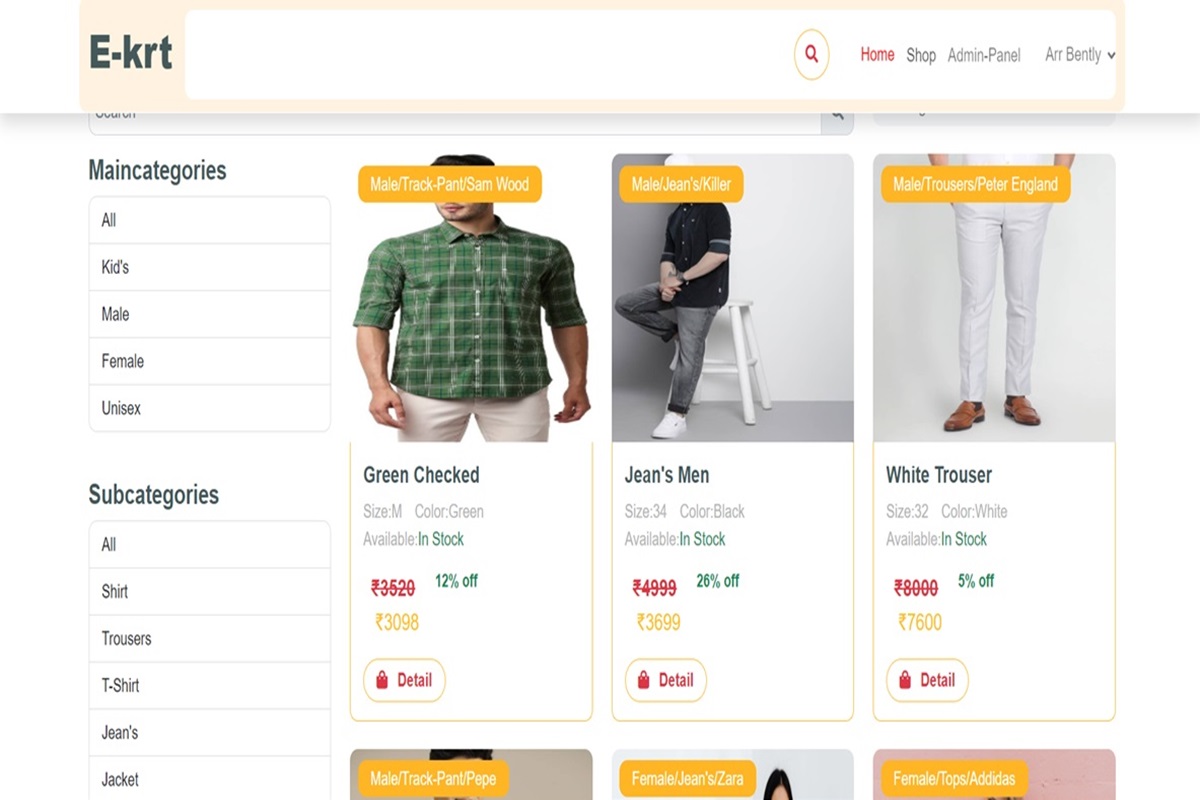 E-krt
Home Shop Admin-Panel Arr Bently
Search
Maincategories
All
Kid's
Male
Female
Unisex
Subcategories
All
Shirt
Trousers
T-Shirt
Jean's
Jacket
Male/Track-Pant/Sam Wood
Green Checked
Size:M Color:Green
Available:In Stock
₹3520 12% off
₹3098
Detail
Male/Jean's/Killer
Jean's Men
Size:34 Color:Black
Available:In Stock
₹4999 26% off
₹3699
Detail
Male/Trousers/Peter England
White Trouser
Size:32 Color:White
Available:In Stock
₹8000 5% off
₹7600
Detail
Male/Track-Pant/Pepe
Female/Jean's/Zara
Female/Tops/Addidas